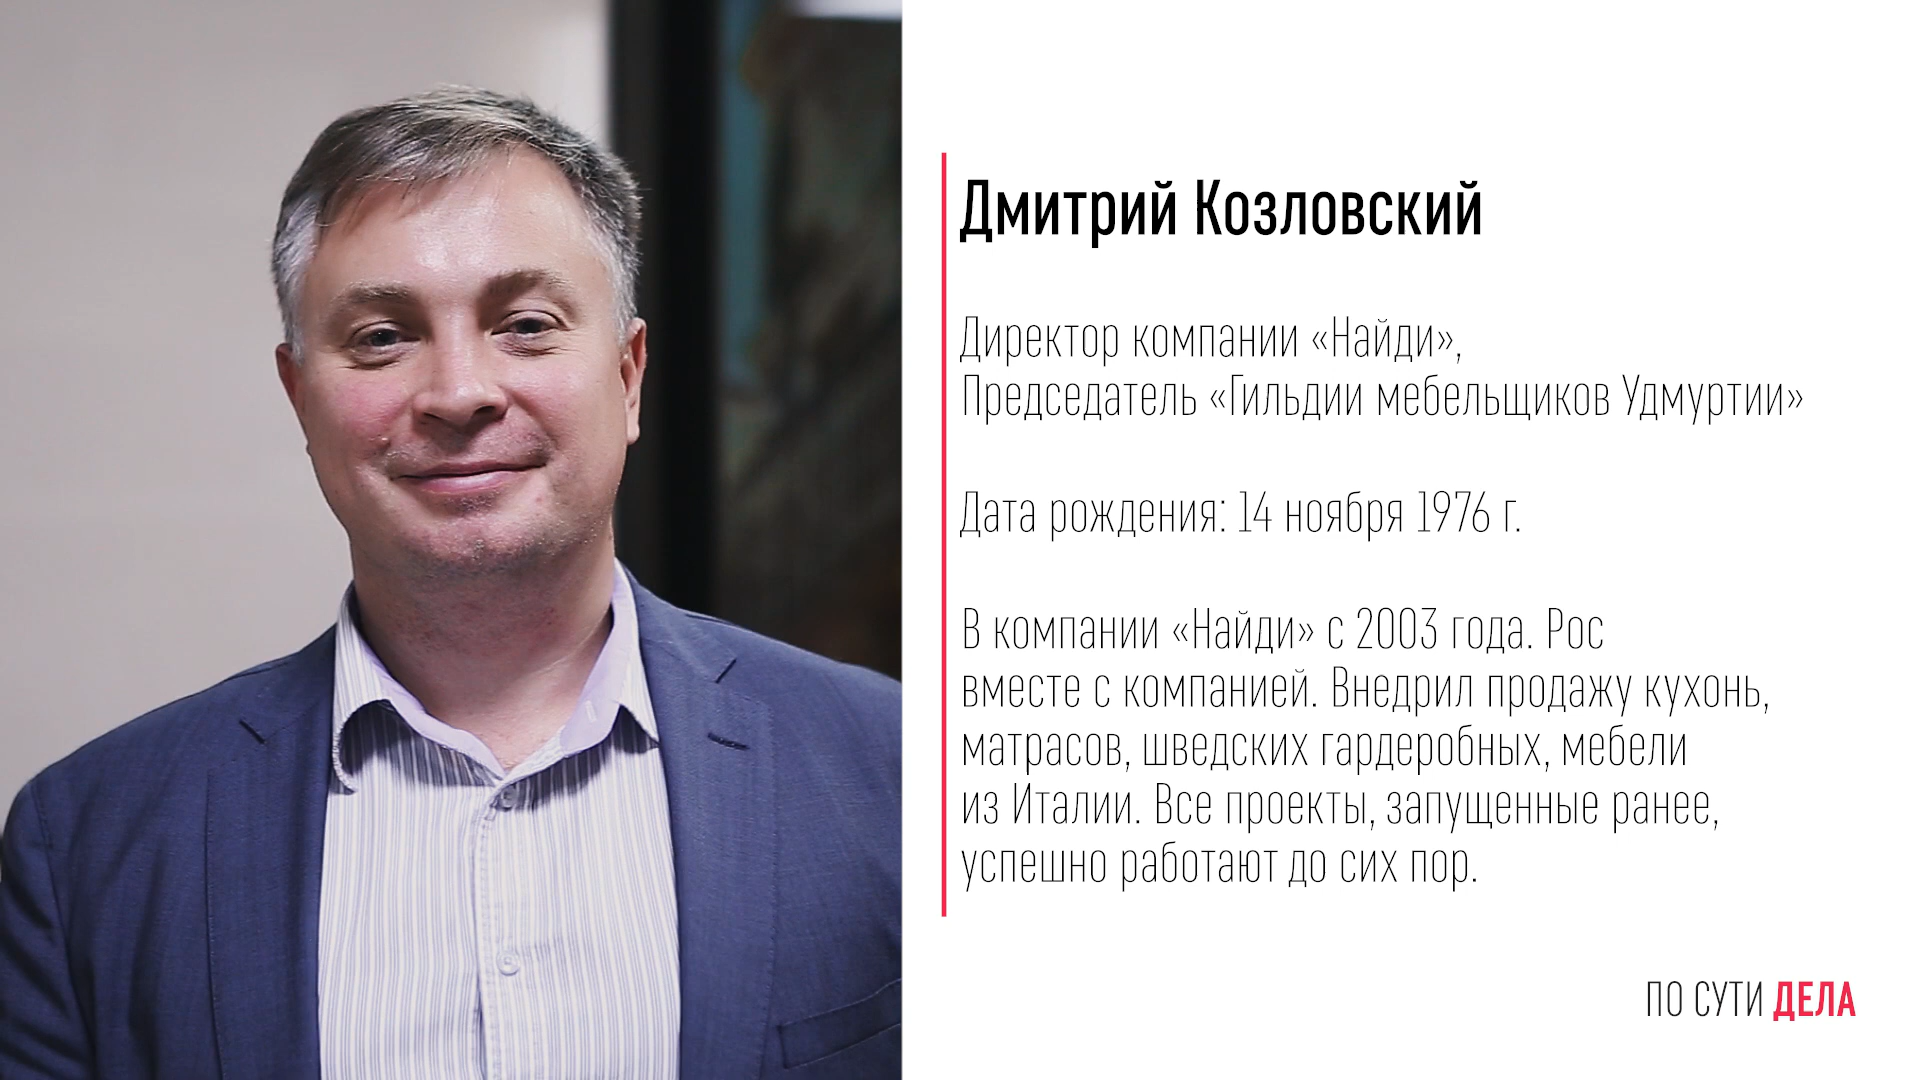 Дмитрий Козловский
Директор компании «Найди»,
Председатель «Гильдии мебельщиков Удмуртии»
Дата рождения: 14 ноября 1976 г.
В компании «Найди» с 2003 года. Рос
вместе с компанией. Внедрил продажу кухонь,
матрасов, шведских гардеробных, мебели
из Италии. Все проекты, запущенные ранее,
успешно работают до сих пор.
ПО СУТИ ДЕЛА